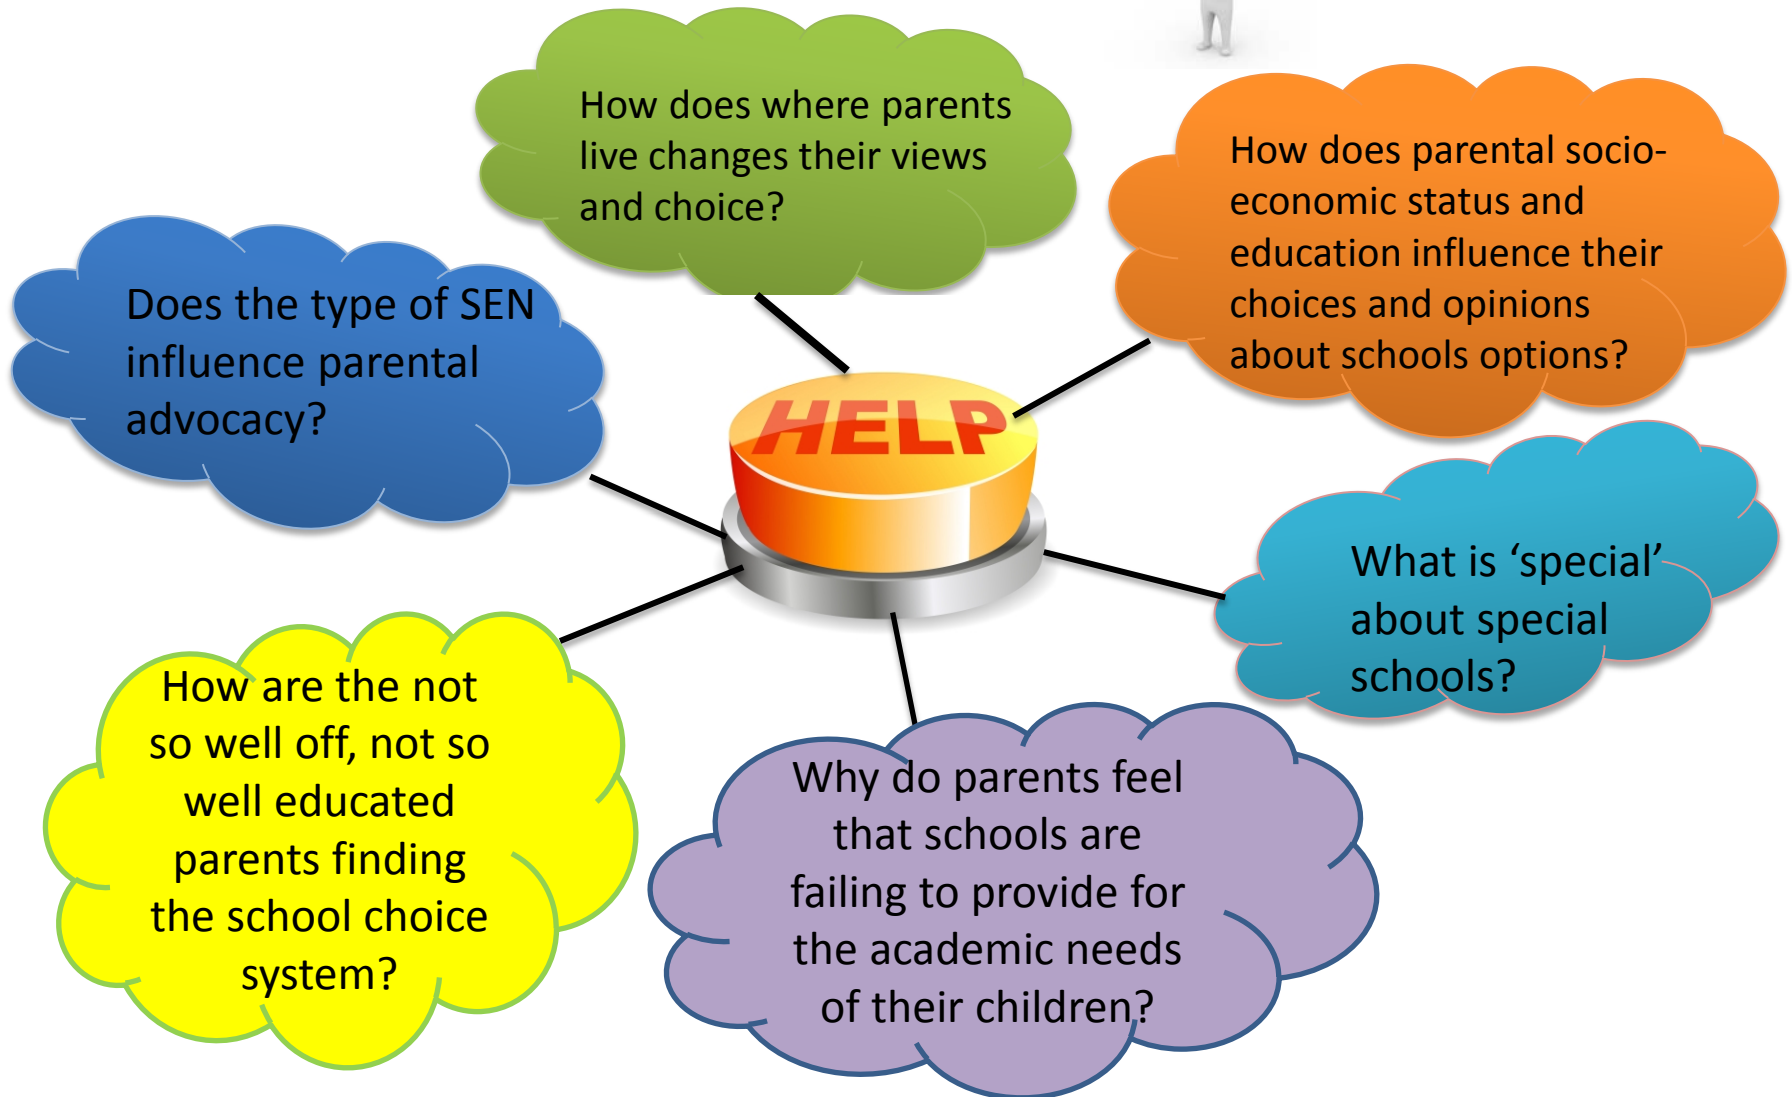 How does where parents
live changes their views
and choice?
How does parental socio-
economic status and
education influence their
choices and opinions
about schools options?
Does the type of SEN
influence parental
advocacy?
HELP
What is ‘special’
about special
schools?
How are the not
so well off, not so
well educated
parents finding
the school choice
system?
Why do parents feel
that schools are
failing to provide for
the academic needs
of their children?